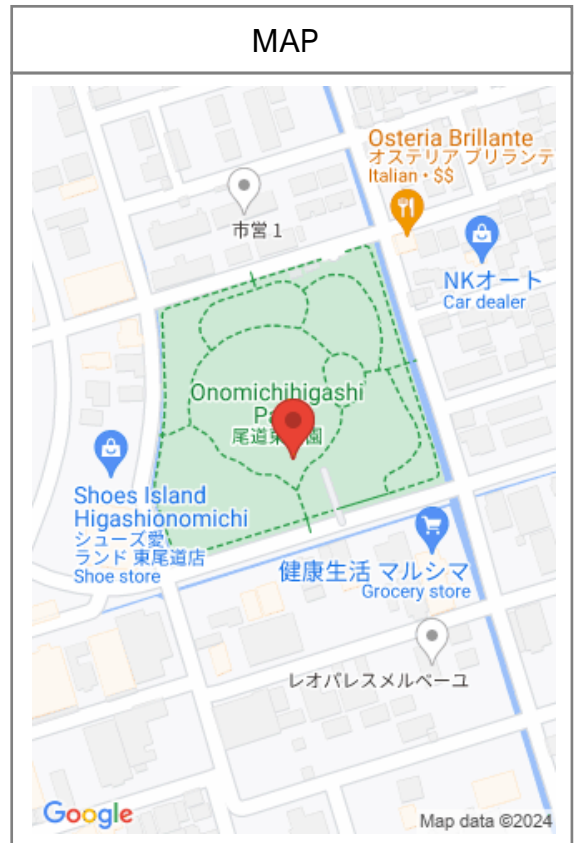 MAP
Osteria Brillante
オステリア ブリランテ
Italian • $$
市営 1
NKオート
Car dealer
Onomichihigashi
尾道東
園
Shoes Island
Higashionomichi
シューズ愛
ランド 東尾道店
Shoe store
健康生活 マルシマ
Grocery store
レオパレスメルベーユ
Google
Map data ©2024